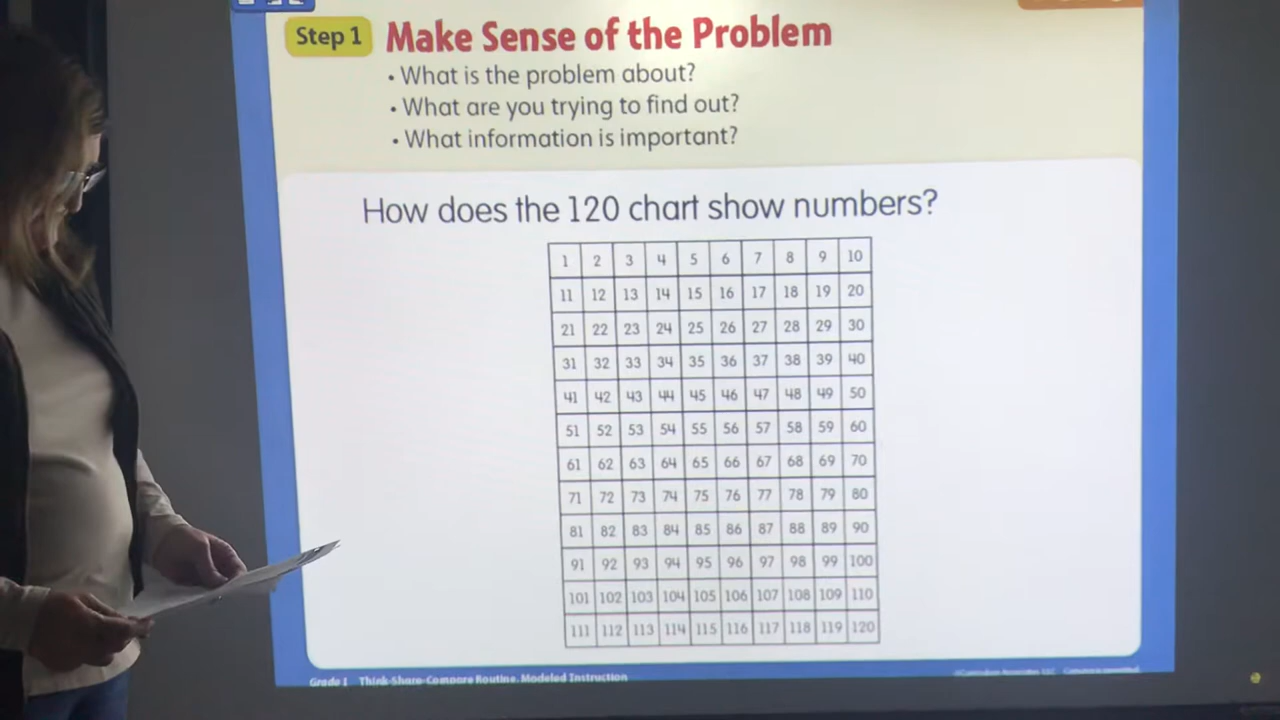 Step 1 Make Sense of the Problem
• What is the problem about?
• What are you trying to find out?
• What information is important?
How does the 120 chart show numbers?
1 2 3 4 5 6 7 8 9 10
11 12 13 14 15 16 17 18 19 20
21 22 23 24 25 26 27 28 29 30
31 32 33 34 35 36 37 38 39 40
41 42 43 44 45 46 47 48 49 50
51 52 53 54 55 56 57 58 59 60
61 62 63 64 65 66 67 68 69 70
71 72 73 74 75 76 77 78 79 80
81 82 83 84 85 86 87 88 89 90
91 92 93 94 95 96 97 98 99 100
101 102 103 104 105 106 107 108 109 110
111 112 113 114 115 116 117 118 119 120
Grade 1 Think-Share-Compare Routine. Modeled Instruction